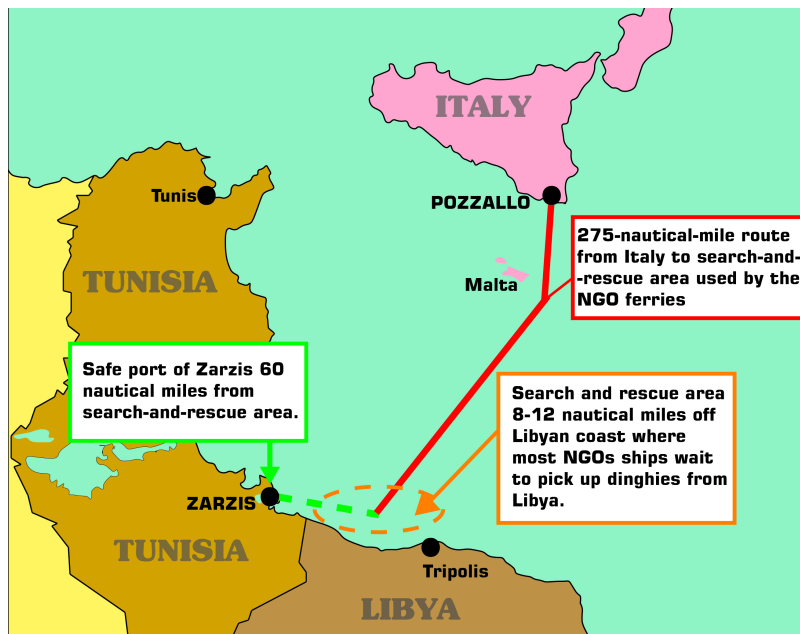 ITALY
Tunis
POZZALLO
275-nautical-mile route
from Italy to search-and-
-rescue area used by the
NGO ferries
Malta
TUNISIA
Safe port of Zarzis 60
nautical miles from
search-and-rescue area.
Search and rescue area
8-12 nautical miles off
Libyan coast where
most NGOs ships wait
to pick up dinghies from
Libya.
ZARZIS
TUNISIA
Tripolis
LIBYA